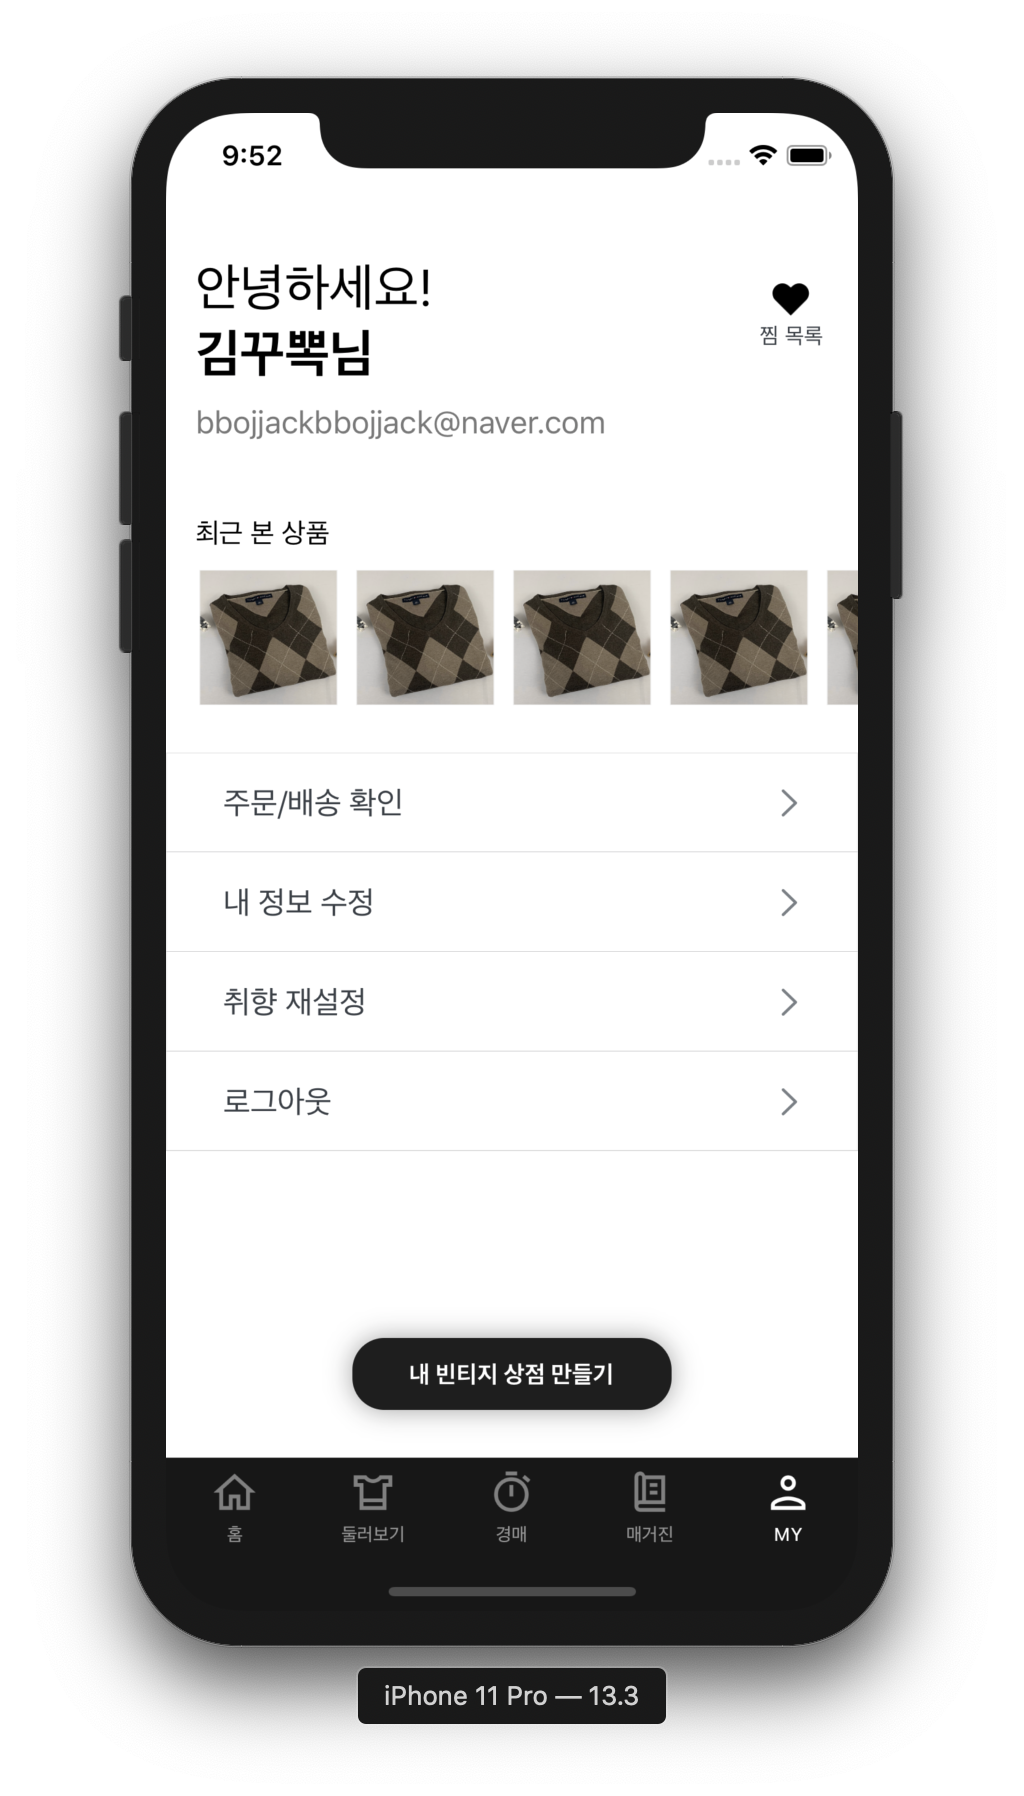 9:52
안녕하세요!
김꾸뽁님
찜 목록
bbojjackbbojjack@naver.com
최근 본 상품
주문/배송 확인
내 정보 수정
취향 재설정
로그아웃
내 빈티지 상점 만들기
홈
둘러보기
경매
매거진
MY
iPhone 11 Pro — 13.3